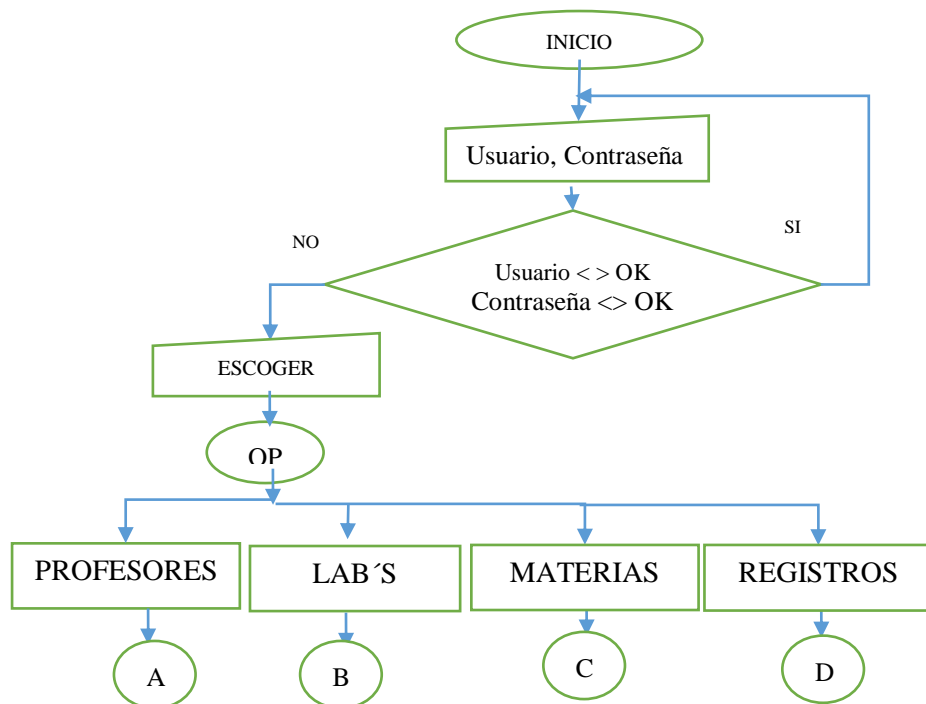 INICIO
Usuario, Contraseña
NO
SI
Usuario < > OK
Contraseña <> OK
ESCOGER
OP
PROFESORES
LAB´S
MATERIAS
REGISTROS
A
B
C
D